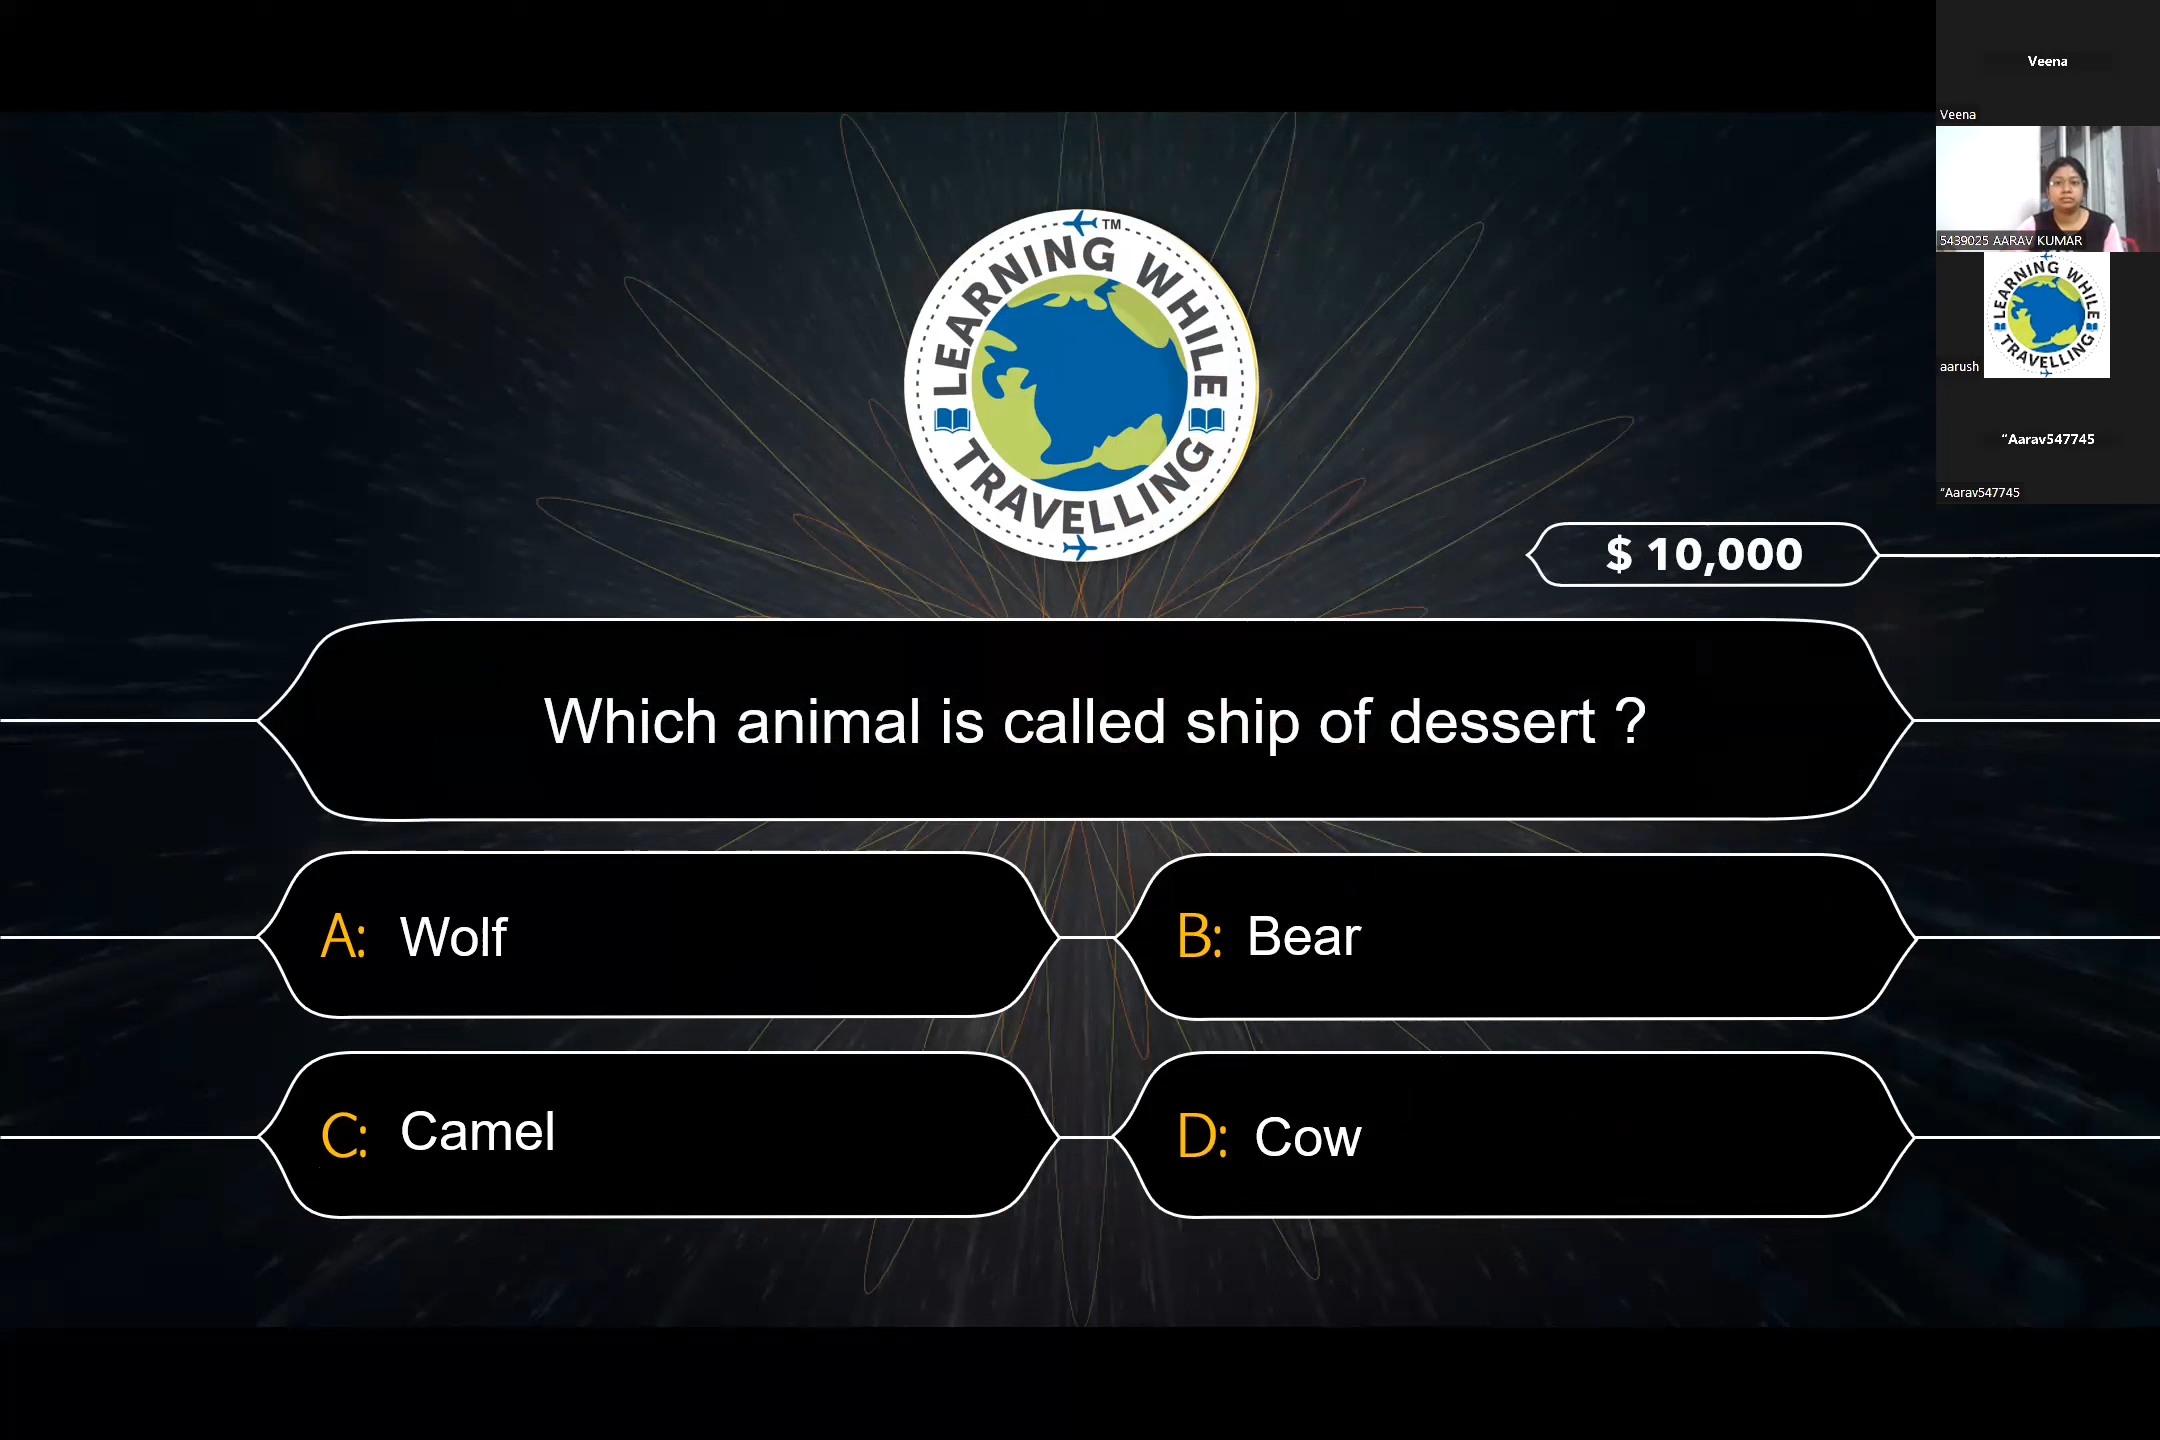 Veena
Veena
5439025 AARAV KUMAR
LEARNING WHILE
TRAVELLING
aarush
“Aarav547745
“Aarav547745
TM
LEARNING WHILE
TRAVELLING
$ 10,000
Which animal is called ship of dessert ?
A: Wolf
B: Bear
C: Camel
D: Cow